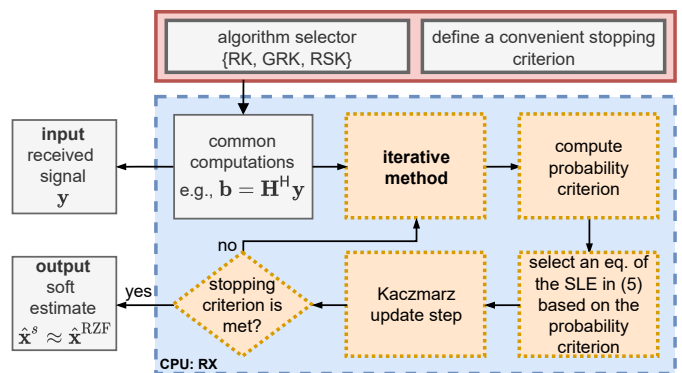 algorithm selector
{RK, GRK, RSK}
define a convenient stopping
criterion
input
received
signal
y
common
computations
e.g., b = H^H y
iterative
method
compute
probability
criterion
no
output
soft
estimate
x̂^s ≈ x̂^RZF
yes
stopping
criterion is
met?
Kaczmarz
update step
select an eq. of
the SLE in (5)
based on the
probability
criterion
CPU: RX